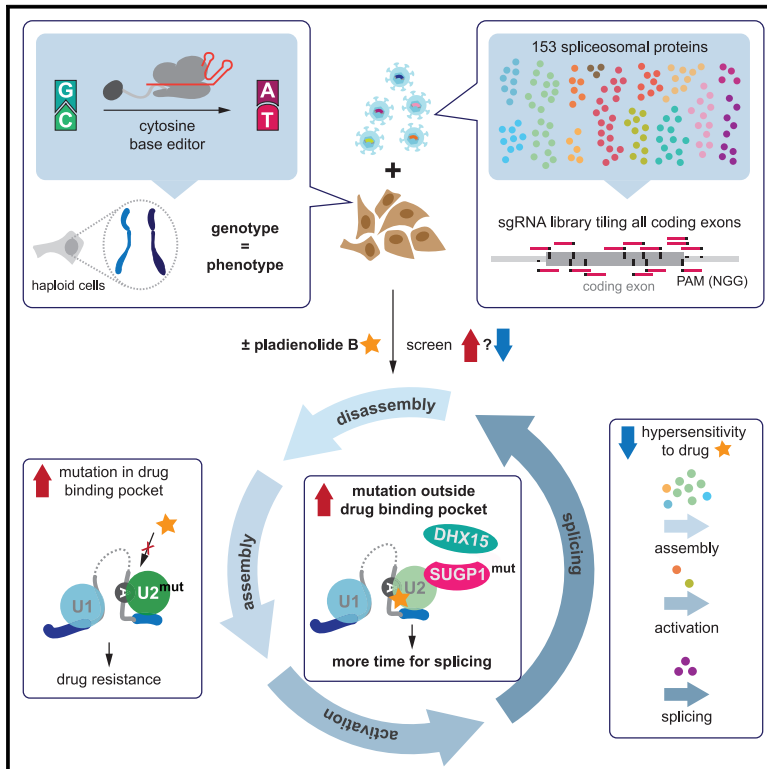 G
C
A
T
cytosine
base editor
haploid cells
genotype
=
phenotype
+
153 spliceosomal proteins
sgRNA library tiling all coding exons
coding exon
PAM (NGG)
± pladienolide B
screen
?
disassembly
assembly
activation
splicing
mutation in drug
binding pocket
U1
A
U2
mut
drug resistance
mutation outside
drug binding pocket
DHX15
SUGP1
mut
U1
A
U2
more time for splicing
hypersensitivity
to drug
assembly
activation
splicing